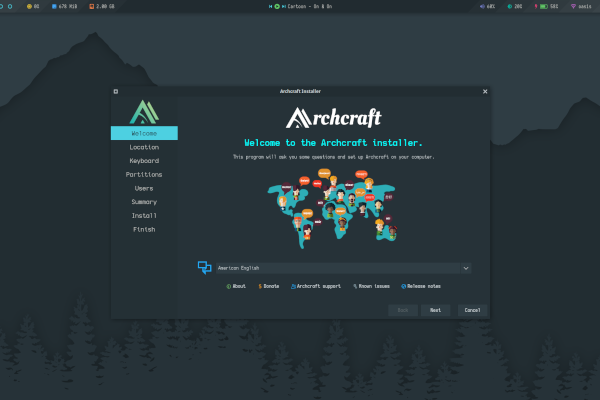 0%
678 MiB
2.00 GB
Cartoon - On & On
60%
20%
50%
Archcraft Installer
Archcraft
Welcome
Location
Keyboard
Partitions
Users
Summary
Install
Finish
Welcome to the Archcraft installer.
This program will ask you some questions and set up Archcraft on your computer.
American English
About
Donate
Archcraft support
Known issues
Release notes
Back
Next
Cancel